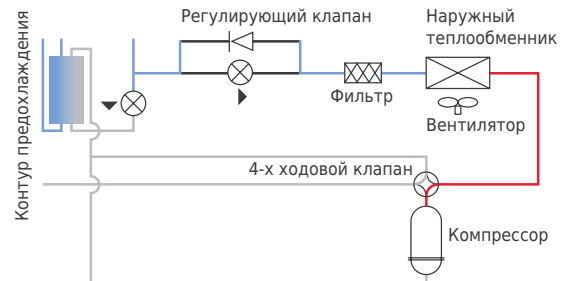 Контур предохлаждения
Регулирующий клапан
Наружный
теплообменник
Фильтр
Вентилятор
4-х ходовой клапан
Компрессор